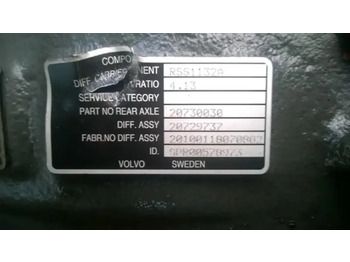 COMPONENT RSS1132A
DIFF. CARRIER RATIO 4.13
SERVICE CATEGORY
PART NO REAR AXLE 20730030
DIFF. ASSY 20729737
FABR.NO DIFF. ASSY
ID.
VOLVO SWEDEN